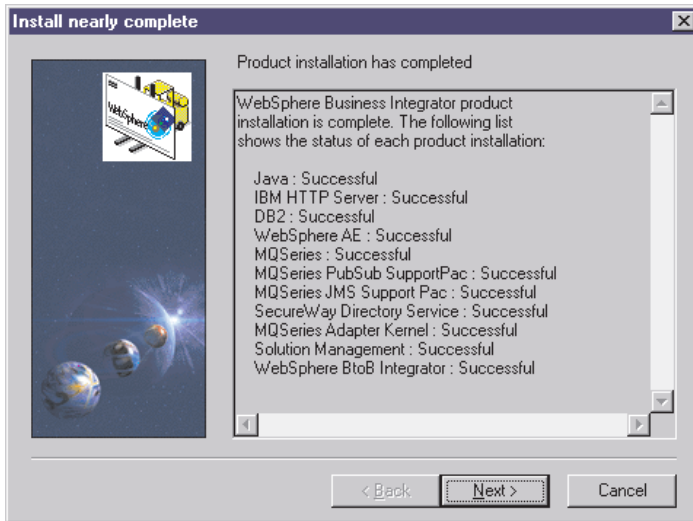 Install nearly complete
WebSphere
Product installation has completed
WebSphere Business Integrator product
installation is complete. The following list
shows the status of each product installation:
Java : Successful
IBM HTTP Server : Successful
DB2 : Successful
WebSphere AE : Successful
MQSeries : Successful
MQSeries PubSub SupportPac : Successful
MQSeries JMS Support Pac : Successful
SecureWay Directory Service : Successful
MQSeries Adapter Kernel : Successful
Solution Management : Successful
WebSphere BtoB Integrator : Successful
< Back
Next >
Cancel